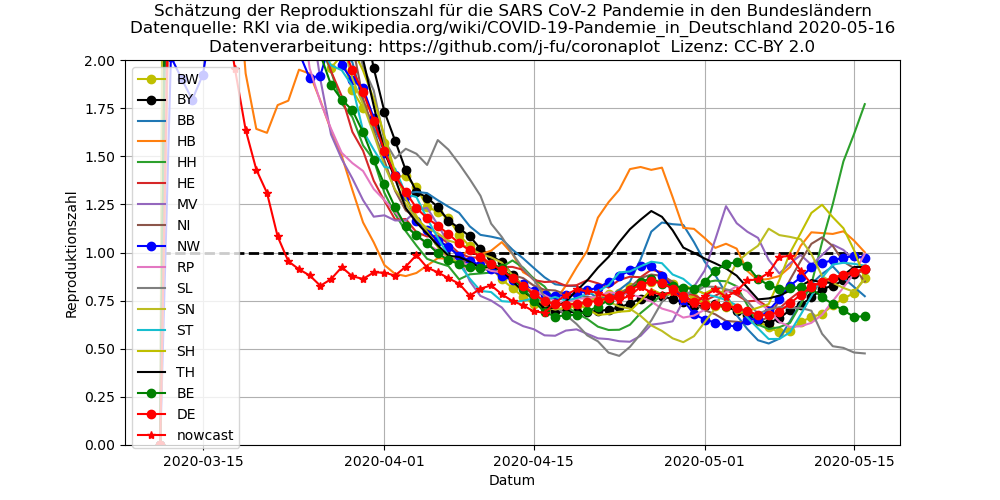 Schätzung der Reproduktionszahl für die SARS CoV-2 Pandemie in den Bundesländern
Datenquelle: RKI via de.wikipedia.org/wiki/COVID-19-Pandemie_in_Deutschland 2020-05-16
Datenverarbeitung: https://github.com/j-fu/coronaplot  Lizenz: CC-BY 2.0
Reproduktionszahl
2.00
1.75
1.50
1.25
1.00
0.75
0.50
0.25
0.00
BW
BY
BB
HB
HH
HE
MV
NI
NW
RP
SL
SN
ST
SH
TH
BE
DE
nowcast
2020-03-15
2020-04-01
2020-04-15
2020-05-01
2020-05-15
Datum